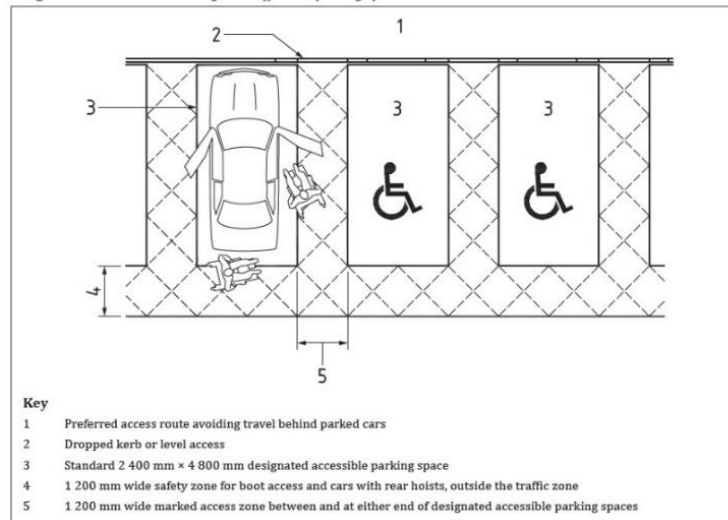 1
2
3
3
3
4
5
Key
1 Preferred access route avoiding travel behind parked cars
2 Dropped kerb or level access
3 Standard 2 400 mm × 4 800 mm designated accessible parking space
4 1 200 mm wide safety zone for boot access and cars with rear hoists, outside the traffic zone
5 1 200 mm wide marked access zone between and at either end of designated accessible parking spaces